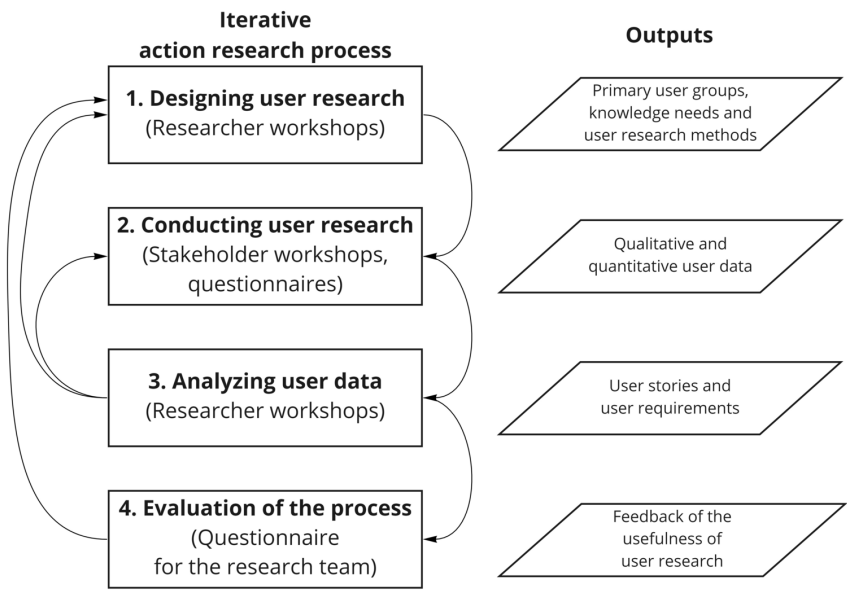 Iterative
action research process
Outputs
1. Designing user research
(Researcher workshops)
Primary user groups,
knowledge needs and
user research methods
2. Conducting user research
(Stakeholder workshops,
questionnaires)
Qualitative and
quantitative user data
3. Analyzing user data
(Researcher workshops)
User stories and
user requirements
4. Evaluation of the process
(Questionnaire
for the research team)
Feedback of the
usefulness of
user research